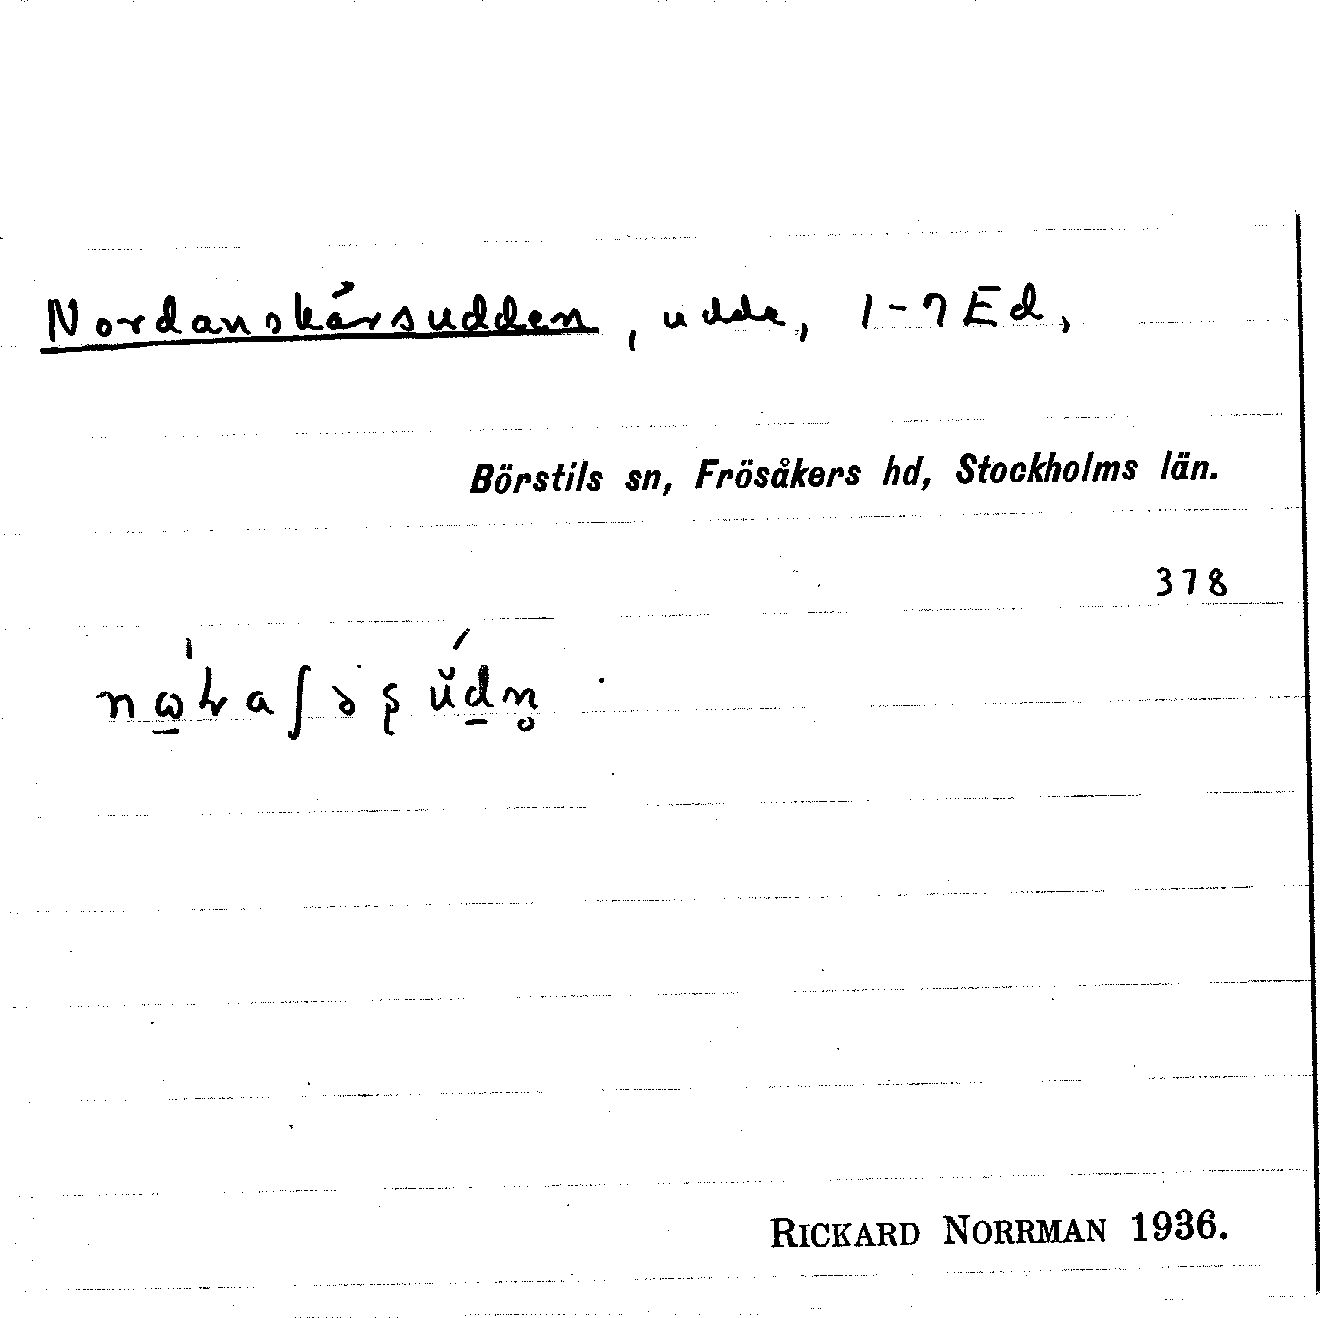 Nordanskärsudden, udde, 1-7 Ed,
Börstils sn, Frösåkers hd, Stockholms län.
378
RICKARD NORRMAN 1936.